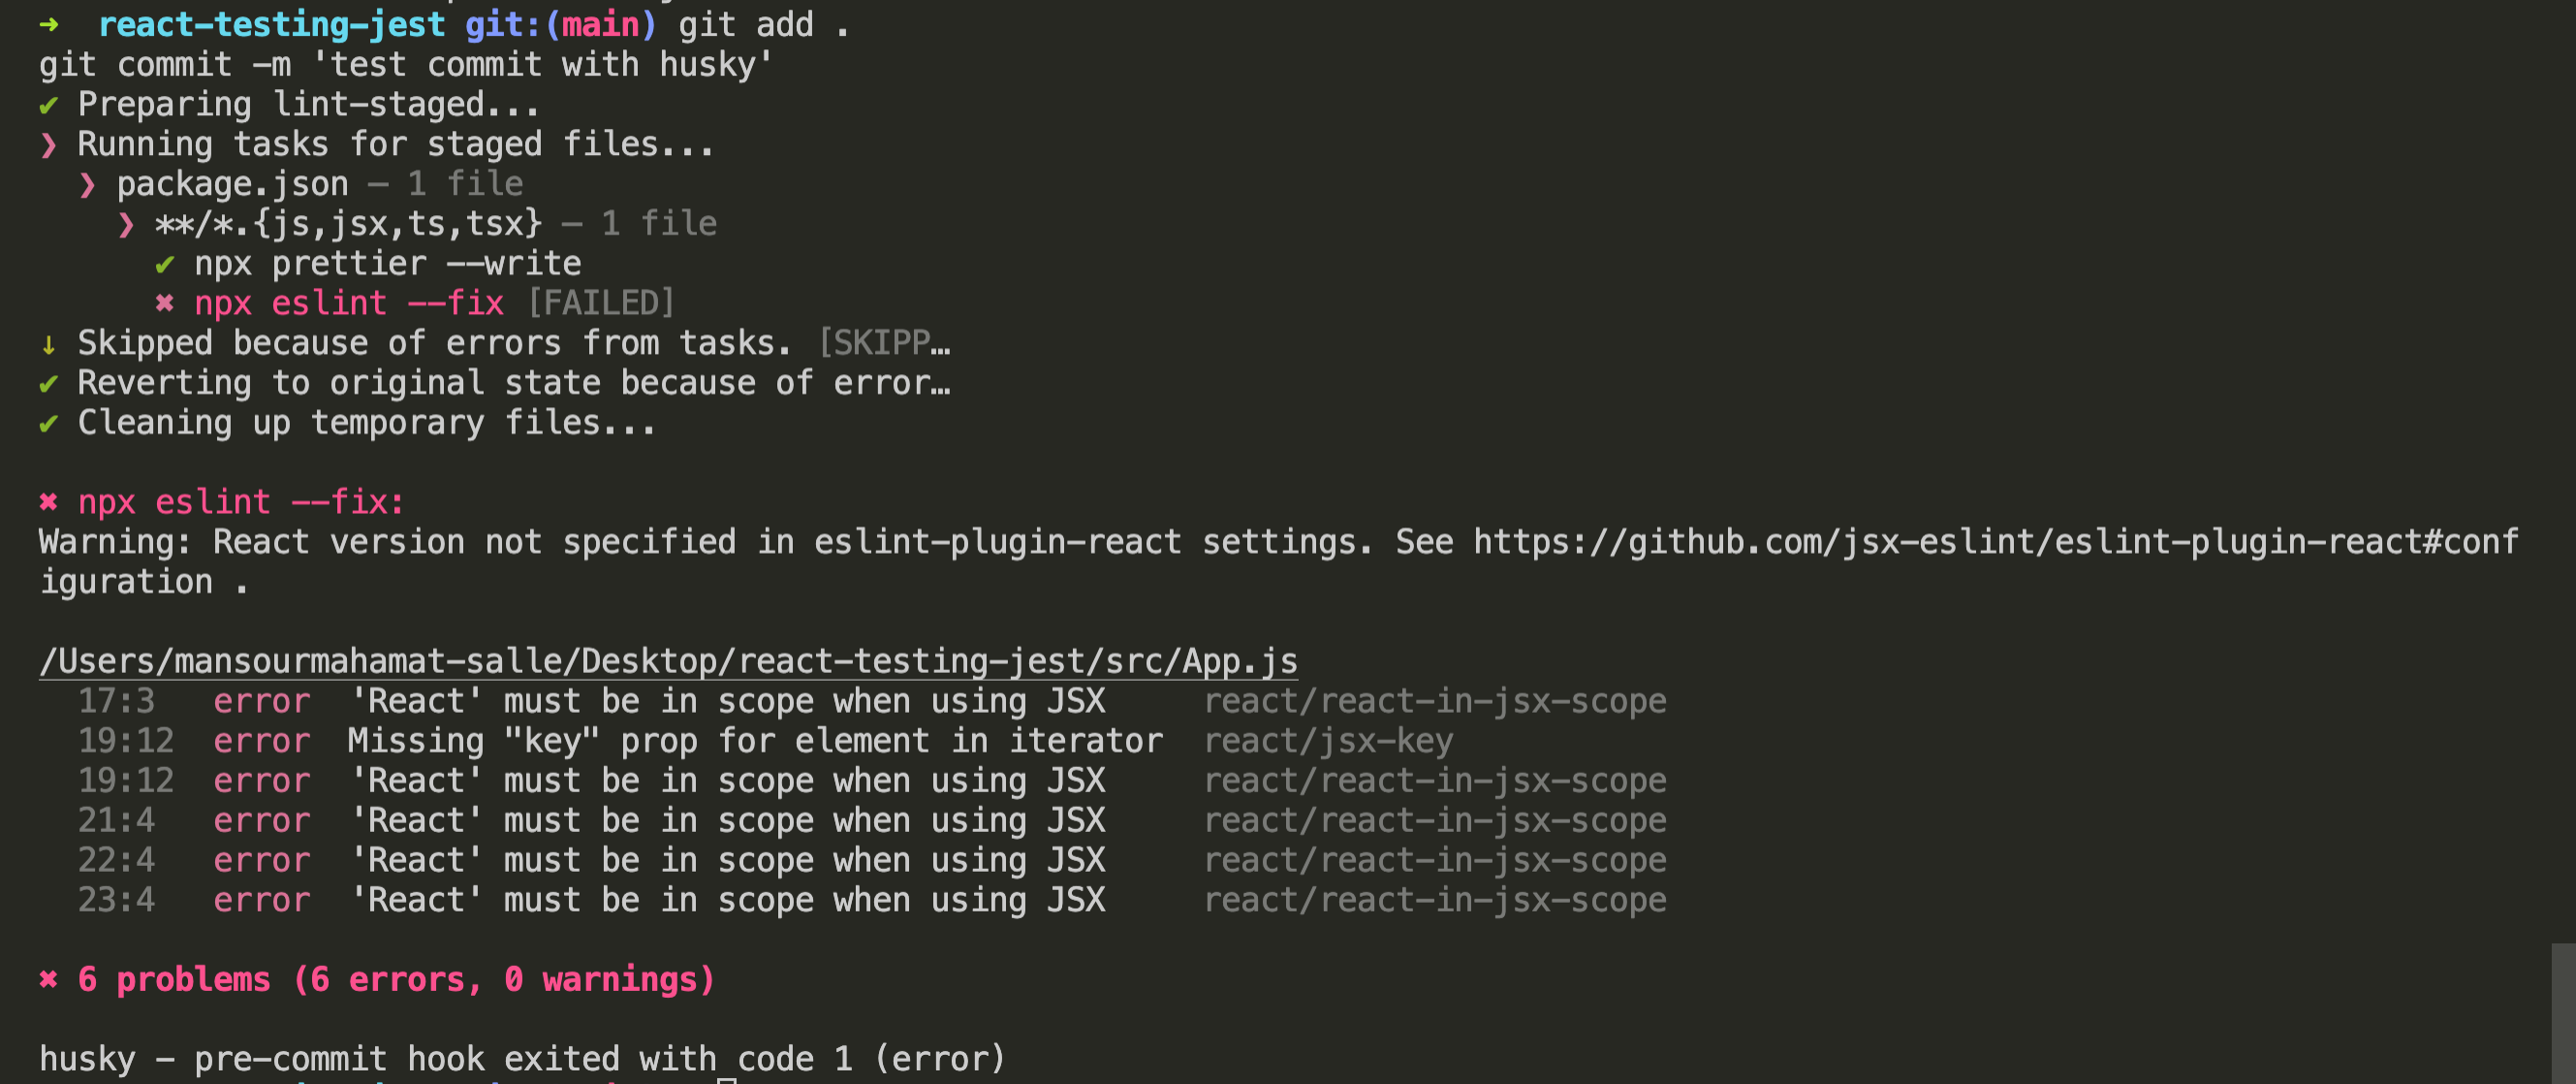 ➜  react-testing-jest git:(main) git add .
git commit -m 'test commit with husky'
✔ Preparing lint-staged...
❯ Running tasks for staged files...
  ❯ package.json — 1 file
    ❯ **/*.{js,jsx,ts,tsx} — 1 file
      ✔ npx prettier --write
      ✖ npx eslint --fix [FAILED]
↓ Skipped because of errors from tasks. [SKIPP…
✔ Reverting to original state because of error…
✔ Cleaning up temporary files...

✖ npx eslint --fix:
Warning: React version not specified in eslint-plugin-react settings. See https://github.com/jsx-eslint/eslint-plugin-react#conf
iguration .

/Users/mansourmahamat-salle/Desktop/react-testing-jest/src/App.js
  17:3   error  'React' must be in scope when using JSX     react/react-in-jsx-scope
  19:12  error  Missing "key" prop for element in iterator  react/jsx-key
  19:12  error  'React' must be in scope when using JSX     react/react-in-jsx-scope
  21:4   error  'React' must be in scope when using JSX     react/react-in-jsx-scope
  22:4   error  'React' must be in scope when using JSX     react/react-in-jsx-scope
  23:4   error  'React' must be in scope when using JSX     react/react-in-jsx-scope

✖ 6 problems (6 errors, 0 warnings)

husky - pre-commit hook exited with code 1 (error)